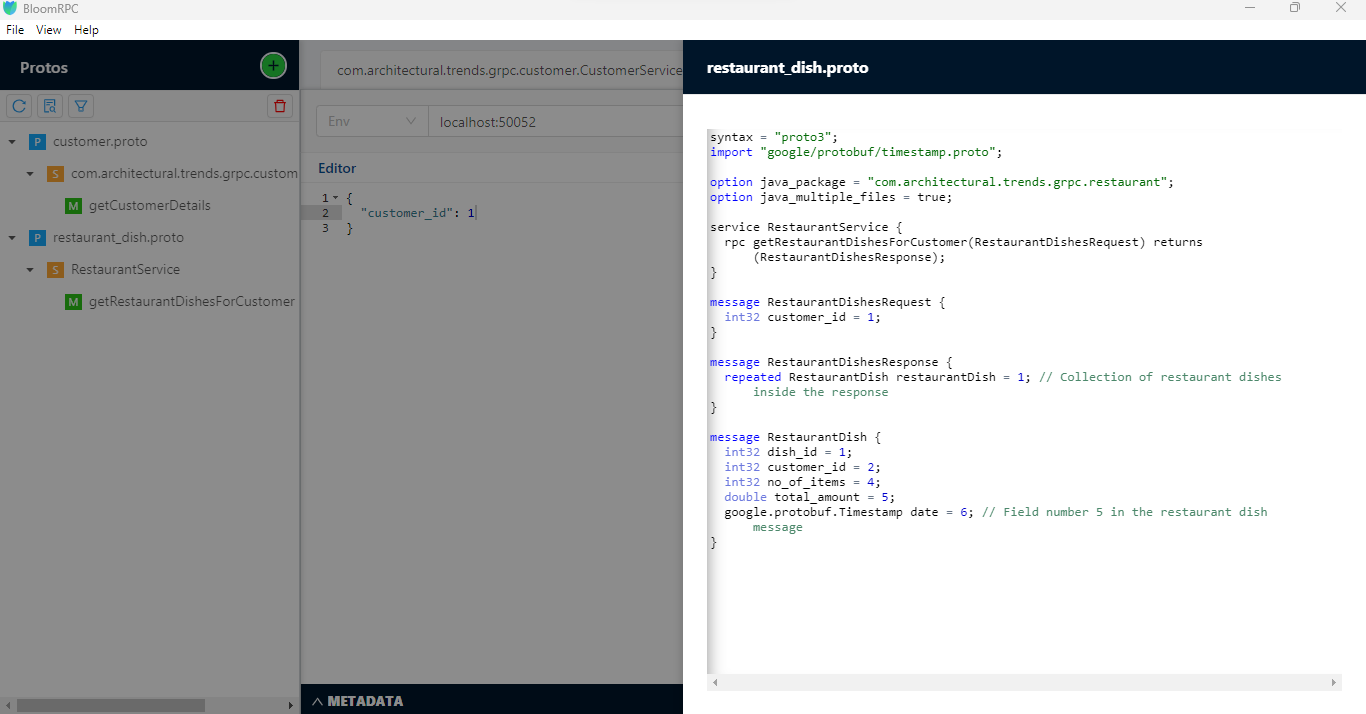 BloomRPC
File View Help
Protos
customer.proto
com.architectural.trends.grpc.custom
getCustomerDetails
restaurant_dish.proto
RestaurantService
getRestaurantDishesForCustomer
P
S
M
P
S
M
com.architectural.trends.grpc.customer.CustomerService
Env
localhost:50052
Editor
1 {
2 "customer_id": 1
3 }
METADATA
restaurant_dish.proto
syntax = "proto3";
import "google/protobuf/timestamp.proto";
option java_package = "com.architectural.trends.grpc.restaurant";
option java_multiple_files = true;
service RestaurantService {
rpc getRestaurantDishesForCustomer(RestaurantDishesRequest) returns
(RestaurantDishesResponse);
}
message RestaurantDishesRequest {
int32 customer_id = 1;
}
message RestaurantDishesResponse {
repeated RestaurantDish restaurantDish = 1; // Collection of restaurant dishes
inside the response
}
message RestaurantDish {
int32 dish_id = 1;
int32 customer_id = 2;
int32 no_of_items = 4;
double total_amount = 5;
google.protobuf.Timestamp date = 6; // Field number 5 in the restaurant dish
message
}